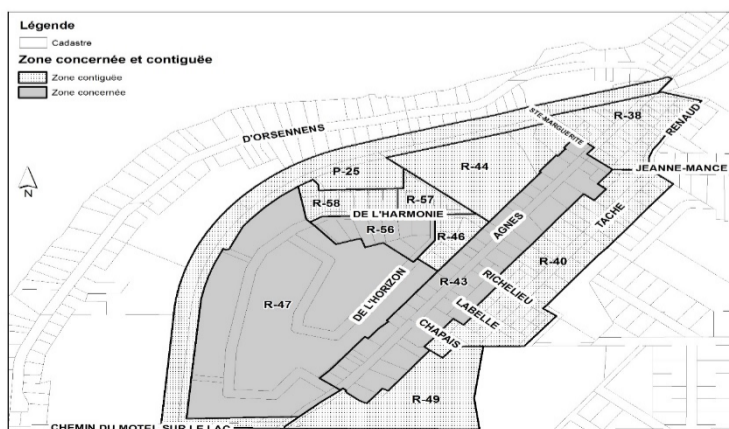 Légende
Cadastre
Zone concernée et contiguëe
Zone contiguëe
Zone concernée
N
D'ORSENNENS
STE-MARGUERITE
R-38
RENAUD
P-25
R-44
JEANNE-MANCE
R-58
R-57
DE L'HARMONIE
R-56
R-46
AGNES
TACHE
R-40
R-47
DE L'HORIZON
R-43
RICHELIEU
LABELLE
CHAPAIS
R-49
CHEMIN DU MOTEL SUR LE LAC